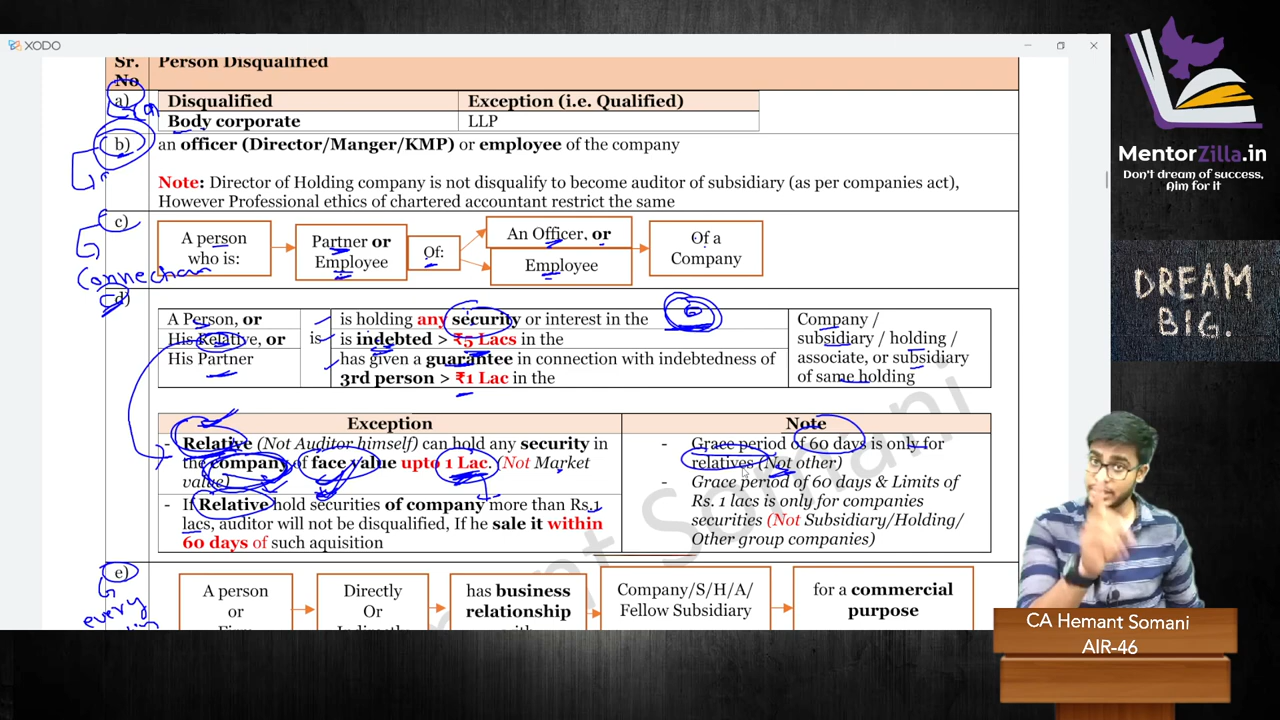 XODO
Sr. No
Person Disqualified
a)
Disqualified
Exception (i.e. Qualified)
Body corporate
LLP
b)
an officer (Director/Manger/KMP) or employee of the company
Note: Director of Holding company is not disqualify to become auditor of subsidiary (as per companies act),
However Professional ethics of chartered accountant restrict the same
c)
A person
who is:
Partner or
Employee
Of:
An Officer, or
Employee
Of a
Company
d)
A Person, or
His Relative, or
His Partner
is
is holding any security or interest in the
is indebted > ₹5 Lacs in the
has given a guarantee in connection with indebtedness of
3rd person > ₹1 Lac in the
Company /
subsidiary / holding /
associate, or subsidiary
of same holding
Exception
- Relative (Not Auditor himself) can hold any security in
the company of face value upto 1 Lac. (Not Market
value)
- If Relative hold securities of company more than Rs.1
lacs, auditor will not be disqualified, If he sale it within
60 days of such aquisition
Note
- Grace period of 60 days is only for
relatives (Not other)
- Grace period of 60 days & Limits of
Rs. 1 lacs is only for companies
securities (Not Subsidiary/Holding/
Other group companies)
e)
every
A person
or
Directly
Or
has business
relationship
Company/S/H/A/
Fellow Subsidiary
for a commercial
purpose
MentorZilla.in
Don't dream of success,
Aim for it
DREAM
BIG.
CA Hemant Somani
AIR-46